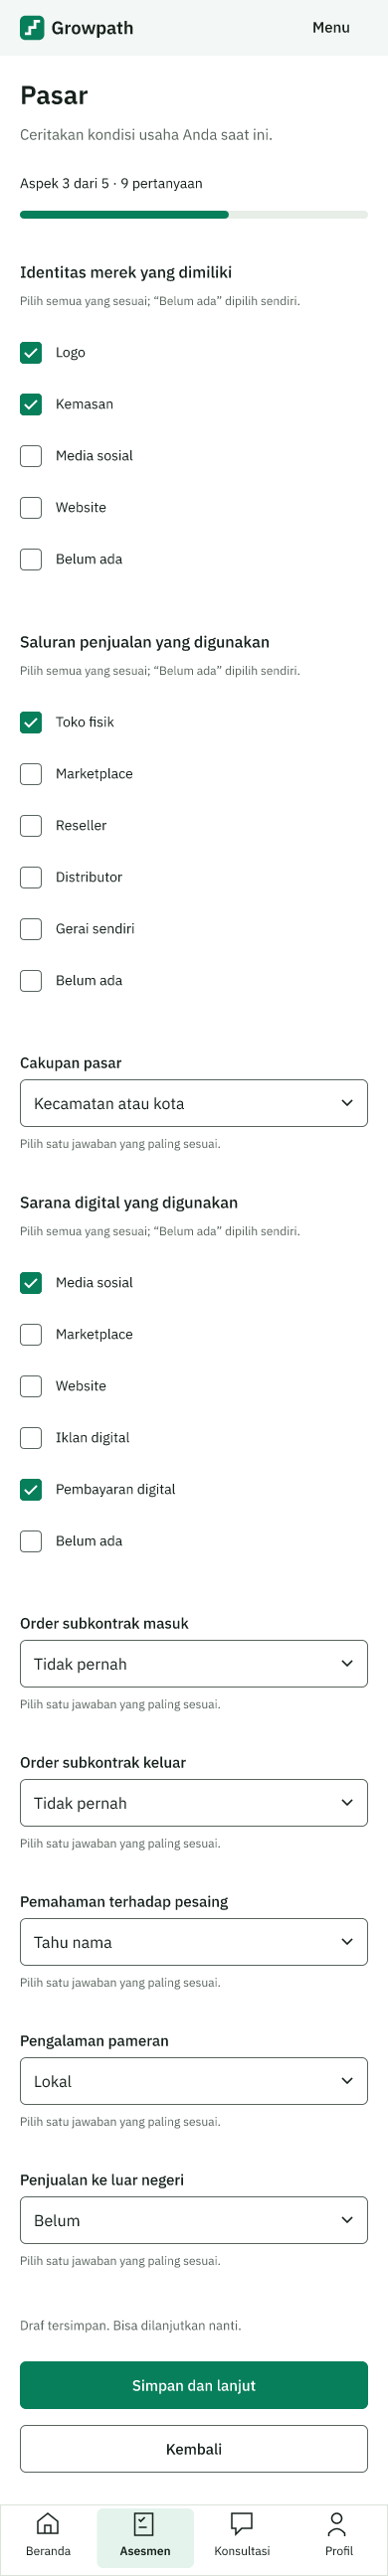 Growpath
Menu
Pasar
Ceritakan kondisi usaha Anda saat ini.
Aspek 3 dari 5 · 9 pertanyaan
Identitas merek yang dimiliki
Pilih semua yang sesuai; “Belum ada” dipilih sendiri.
Logo
Kemasan
Media sosial
Website
Belum ada
Saluran penjualan yang digunakan
Pilih semua yang sesuai; “Belum ada” dipilih sendiri.
Toko fisik
Marketplace
Reseller
Distributor
Gerai sendiri
Belum ada
Cakupan pasar
Kecamatan atau kota
Pilih satu jawaban yang paling sesuai.
Sarana digital yang digunakan
Pilih semua yang sesuai; “Belum ada” dipilih sendiri.
Media sosial
Marketplace
Website
Iklan digital
Pembayaran digital
Belum ada
Order subkontrak masuk
Tidak pernah
Pilih satu jawaban yang paling sesuai.
Order subkontrak keluar
Tidak pernah
Pilih satu jawaban yang paling sesuai.
Pemahaman terhadap pesaing
Tahu nama
Pilih satu jawaban yang paling sesuai.
Pengalaman pameran
Lokal
Pilih satu jawaban yang paling sesuai.
Penjualan ke luar negeri
Belum
Pilih satu jawaban yang paling sesuai.
Draf tersimpan. Bisa dilanjutkan nanti.
Simpan dan lanjut
Kembali
Beranda
Asesmen
Konsultasi
Profil